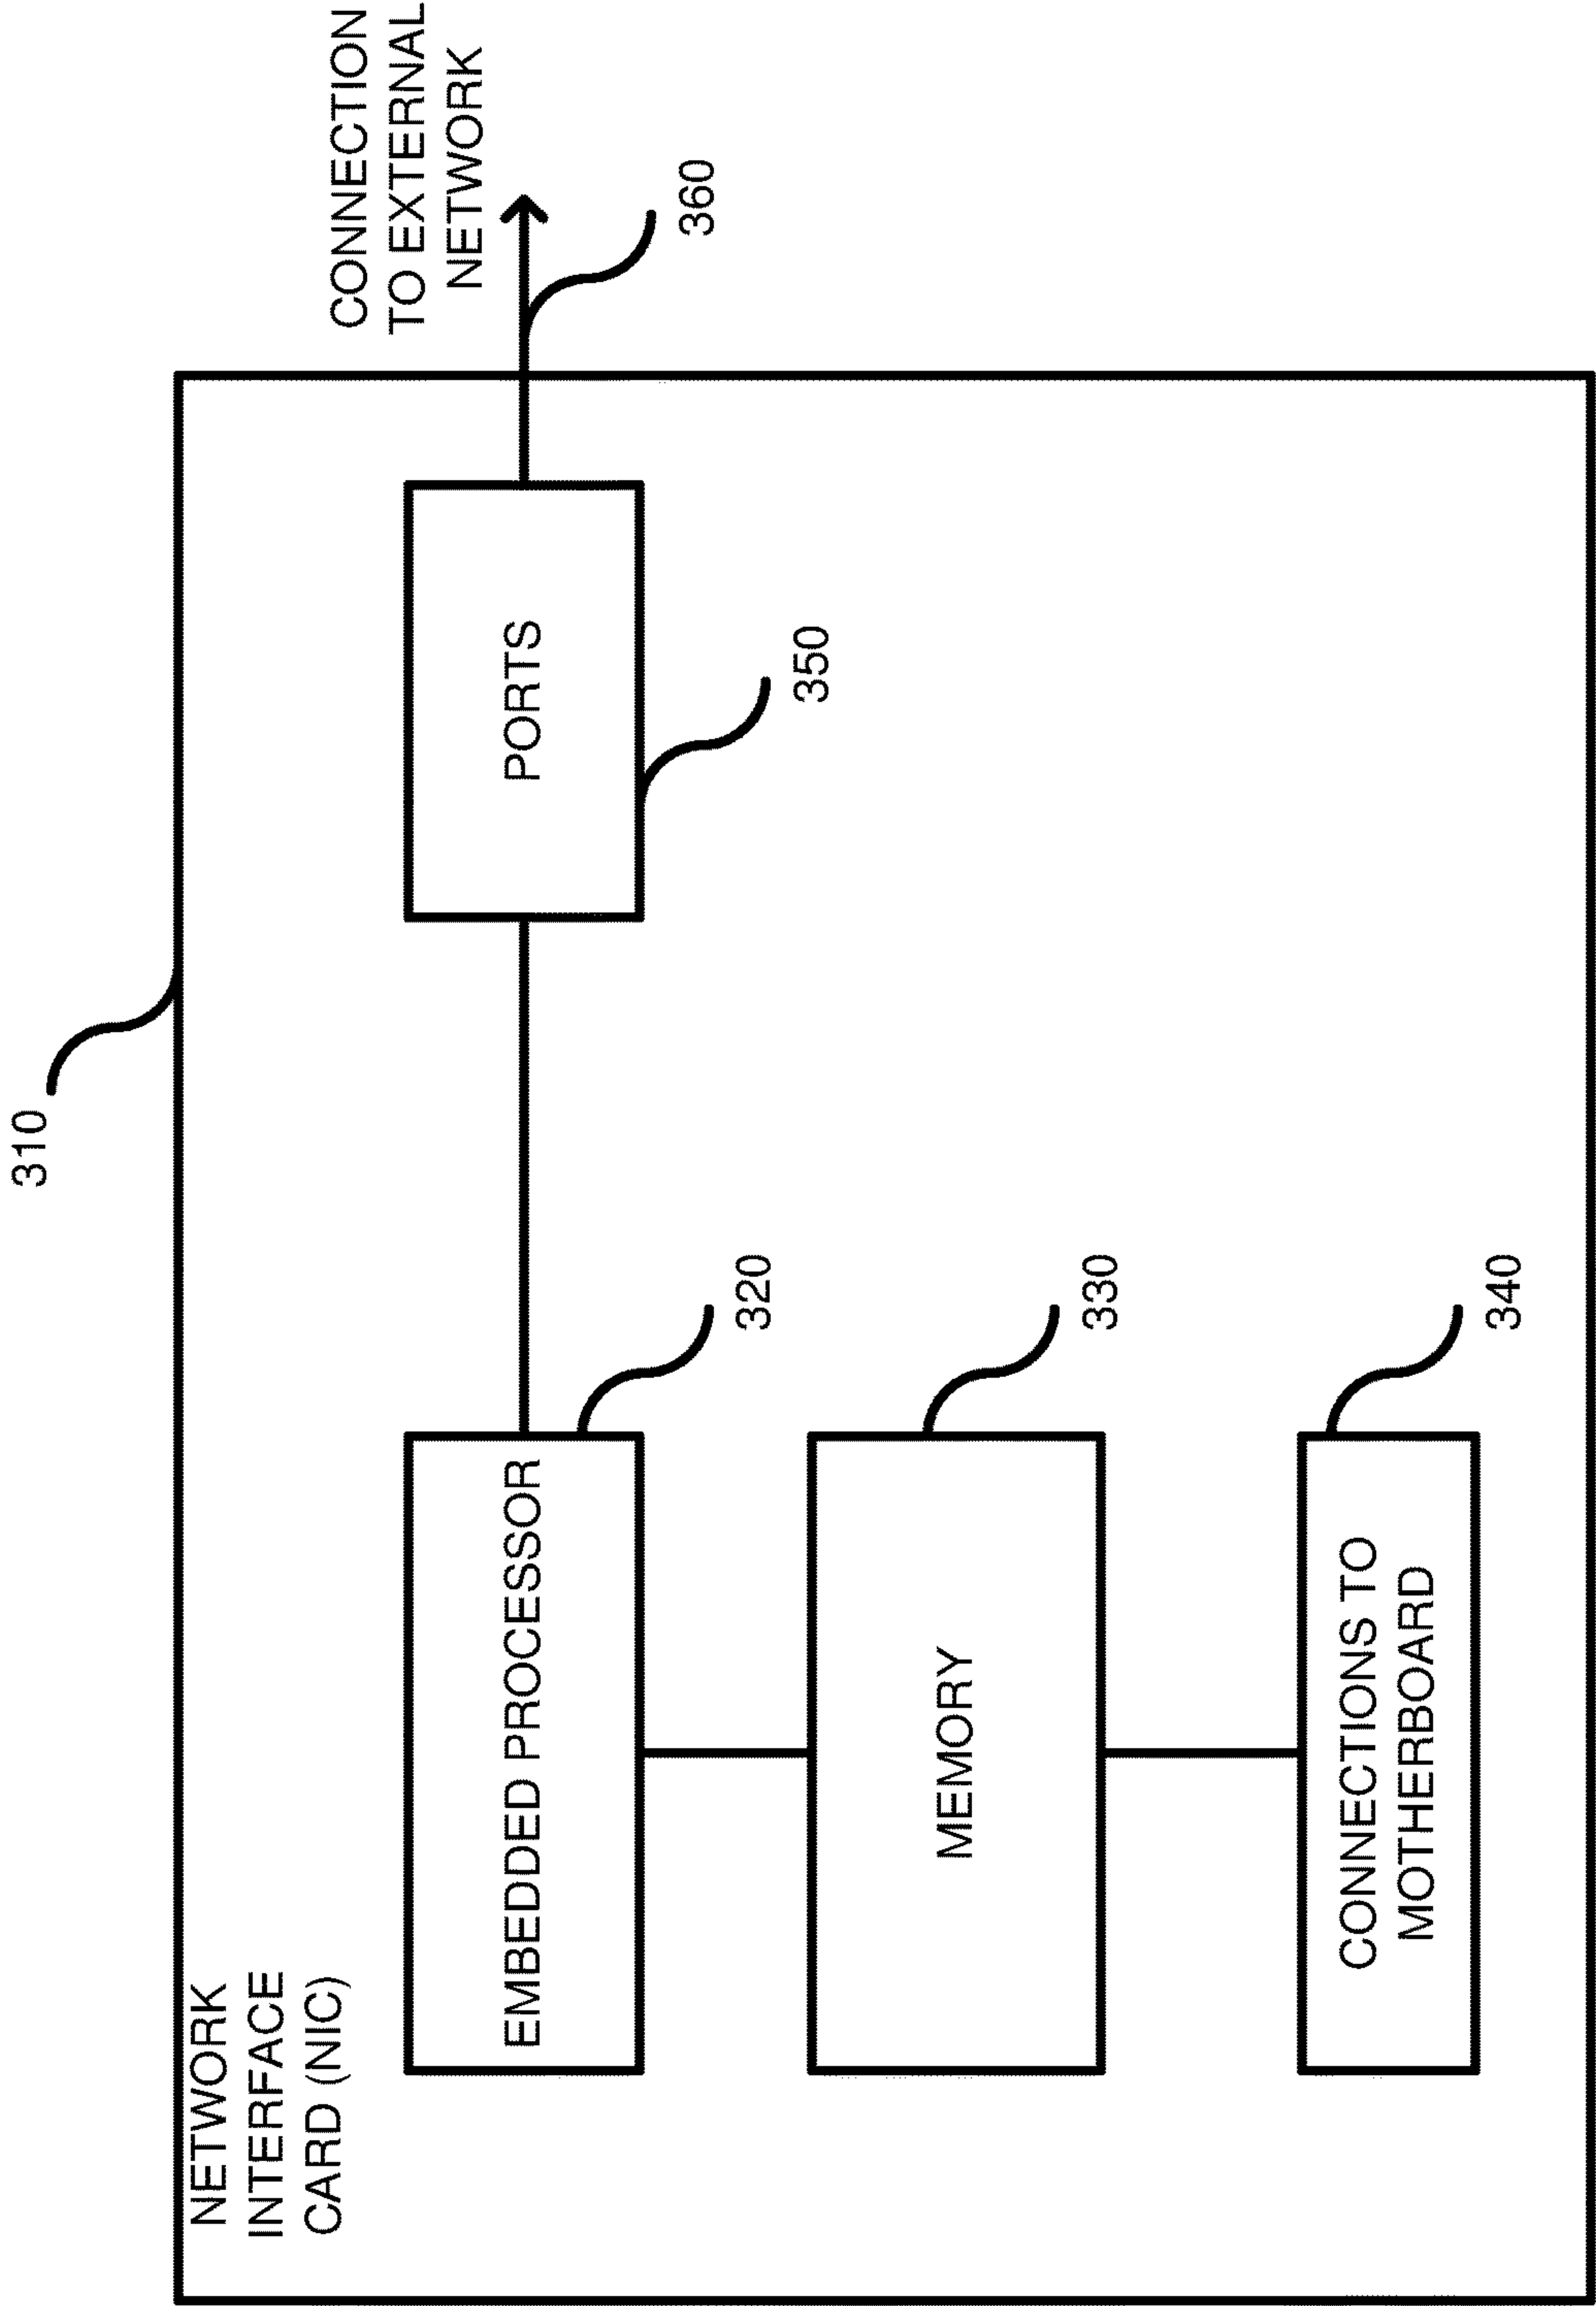 310
NETWORK
INTERFACE
CARD (NIC)
CONNECTION
TO EXTERNAL
NETWORK
EMBEDDED PROCESSOR
PORTS
360
320
350
MEMORY
330
CONNECTIONS TO
MOTHERBOARD
340